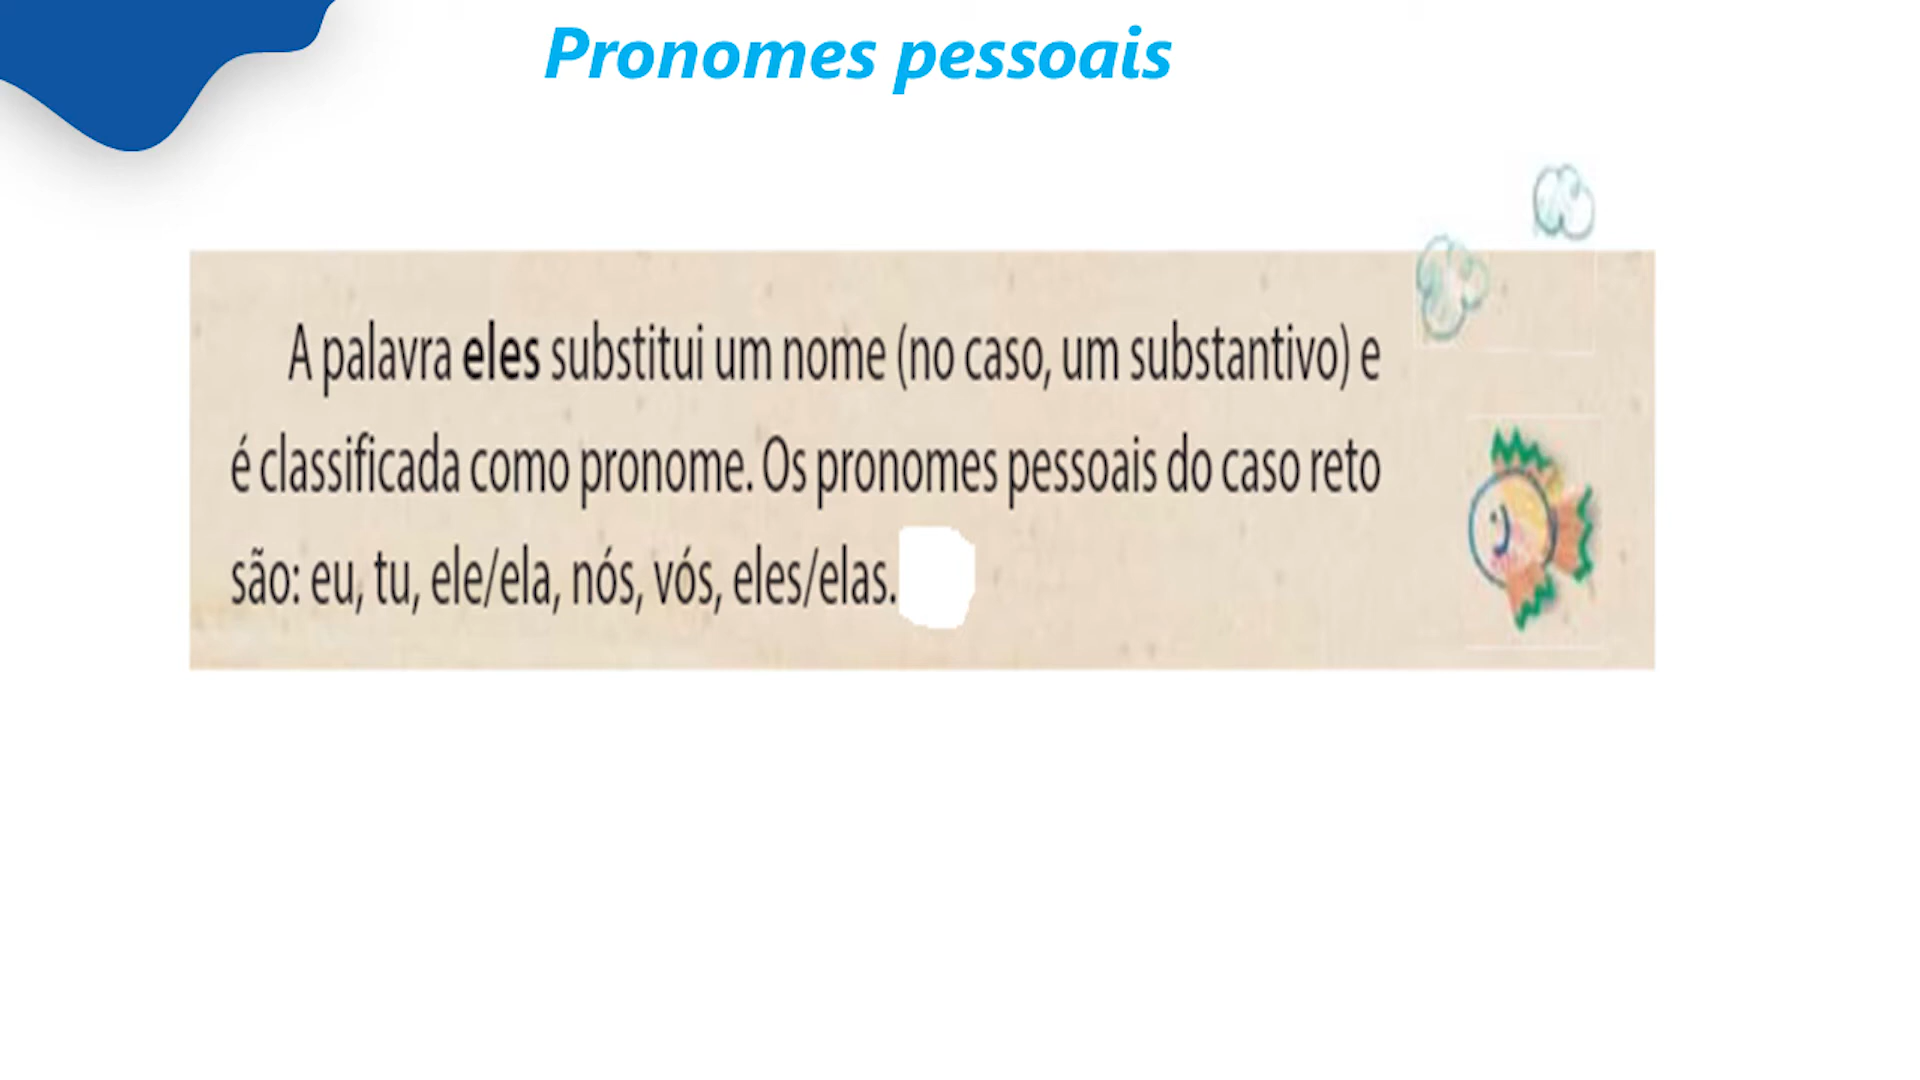 Pronomes pessoais
A palavra eles substitui um nome (no caso, um substantivo) e
é classificada como pronome. Os pronomes pessoais do caso reto
são: eu, tu, ele/ela, nós, vós, eles/elas.